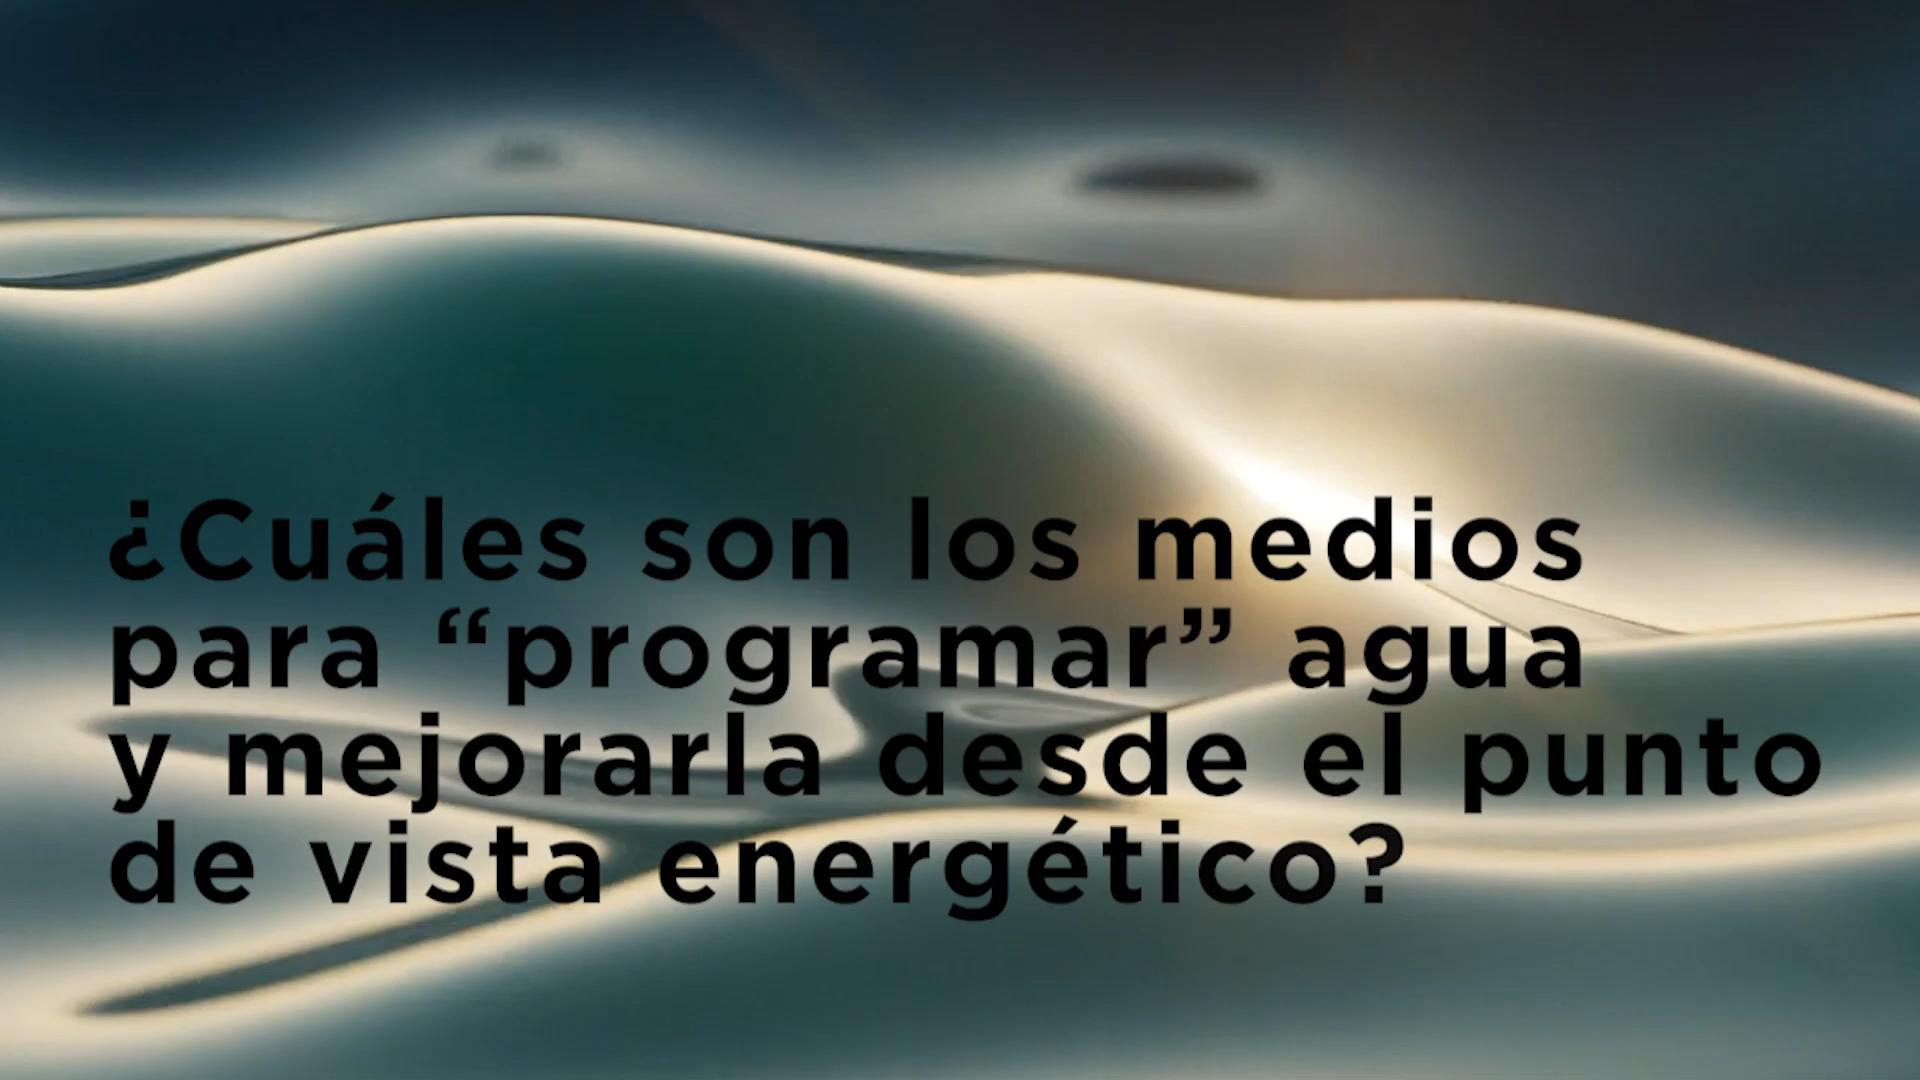 ¿Cuáles son los medios
para “programar” agua
y mejorarla desde el punto
de vista energético?